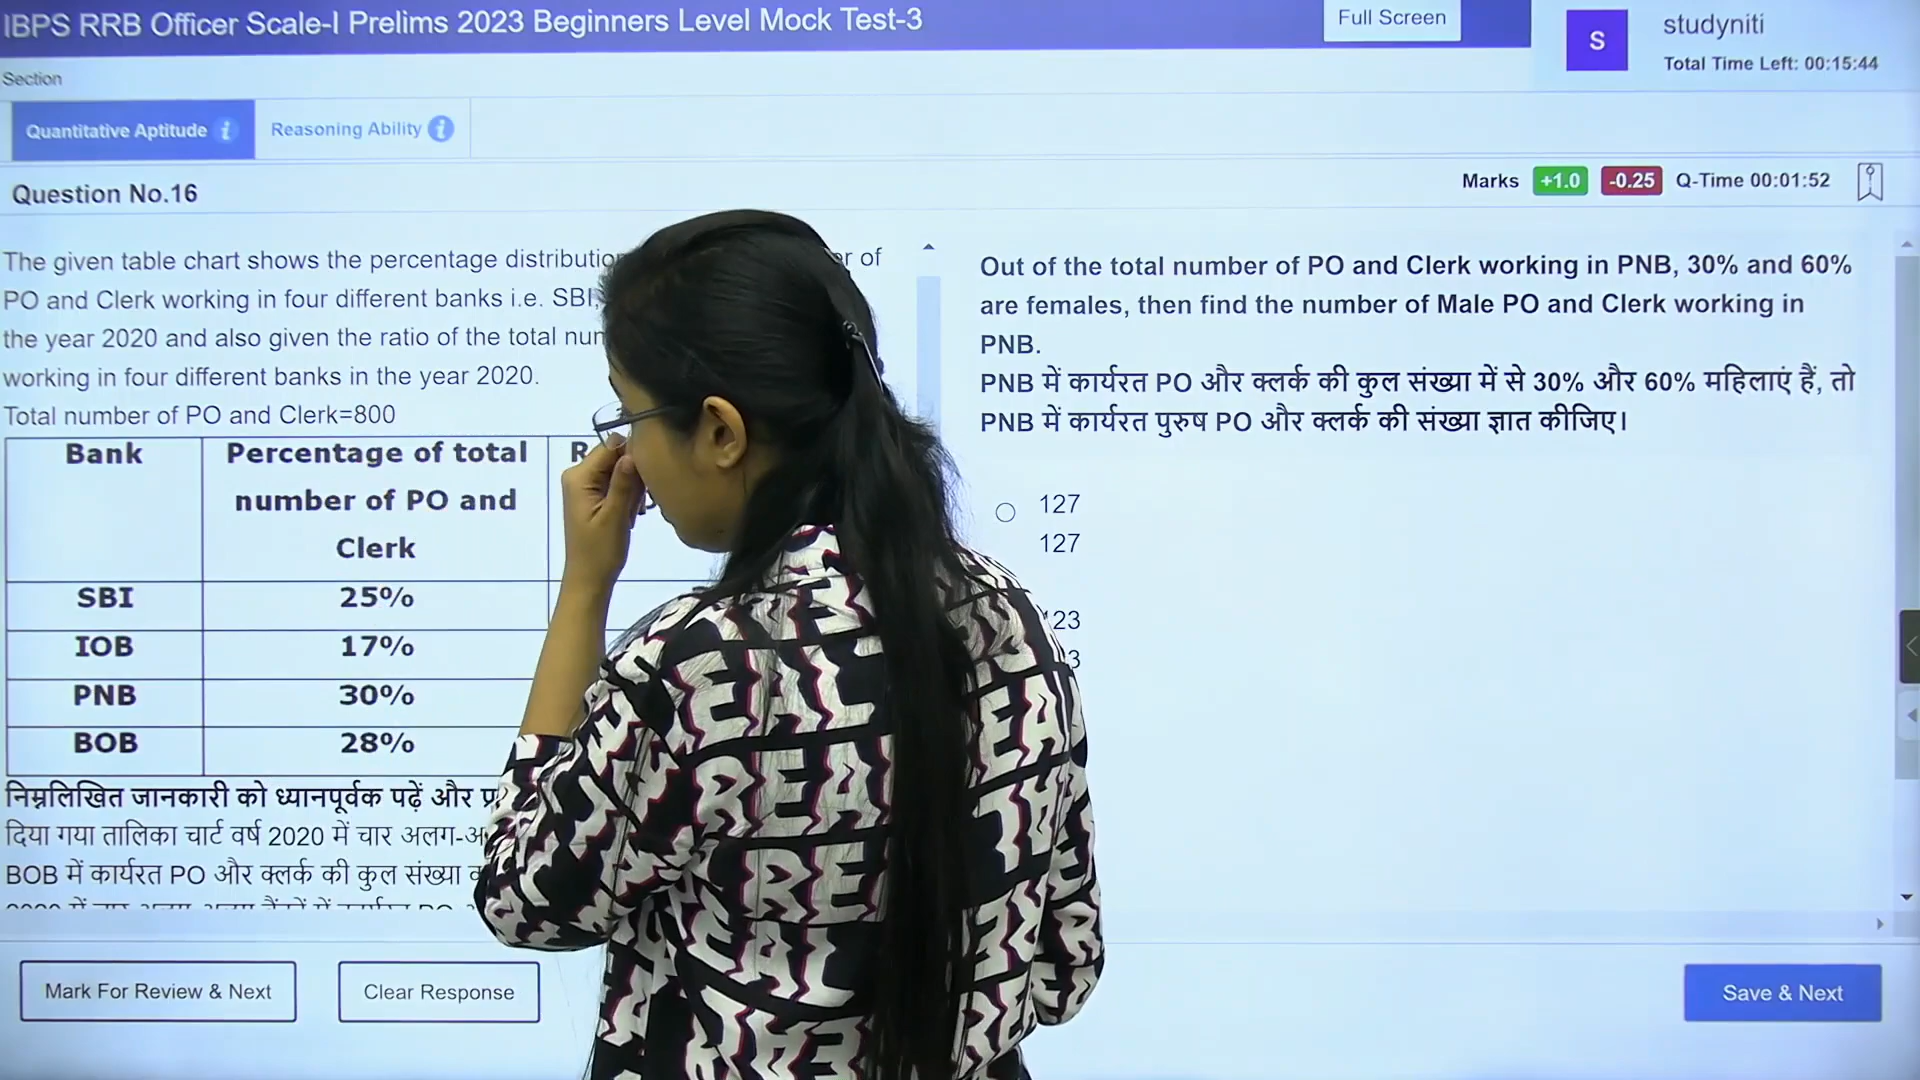 IBPS RRB Officer Scale-I Prelims 2023 Beginners Level Mock Test-3
Full Screen
S
studyniti
Total Time Left: 00:15:44
Section
Quantitative Aptitude i
Reasoning Ability i
Question No.16
Marks +1.0 -0.25 Q-Time 00:01:52
The given table chart shows the percentage of
PO and Clerk working in four different banks i.e. SBI,
the year 2020 and also given the ratio of the total
working in four different banks in the year 2020.
Total number of PO and Clerk=800
Bank
Percentage of total
number of PO and
Clerk
SBI 25%
IOB 17%
PNB 30%
BOB 28%
निम्नलिखित जानकारी को ध्यानपूर्वक पढ़ें और
दिया गया तालिका चार्ट वर्ष 2020 में चार
BOB में कार्यरत PO और क्लर्क की कुल संख्या
Out of the total number of PO and Clerk working in PNB, 30% and 60%
are females, then find the number of Male PO and Clerk working in
PNB.
PNB में कार्यरत PO और क्लर्क की कुल संख्या में से 30% और 60% महिलाएं हैं, तो
PNB में कार्यरत पुरुष PO और क्लर्क की संख्या ज्ञात कीजिए।
127
127
Mark For Review & Next
Clear Response
Save & Next